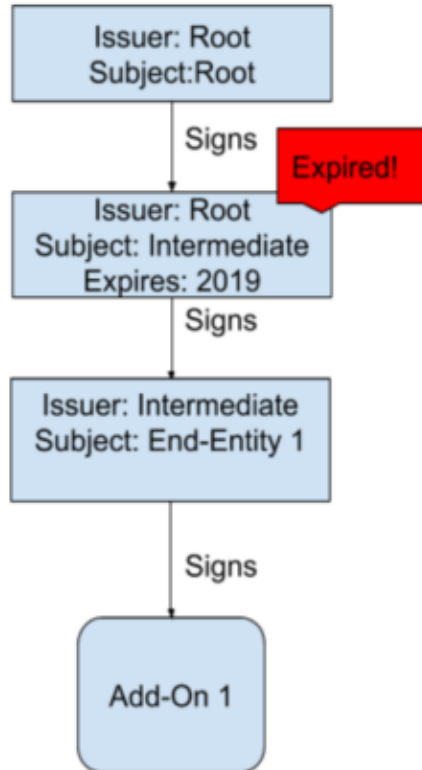 Issuer: Root
Subject:Root
Signs
Expired!
Issuer: Root
Subject: Intermediate
Expires: 2019
Signs
Issuer: Intermediate
Subject: End-Entity 1
Signs
Add-On 1